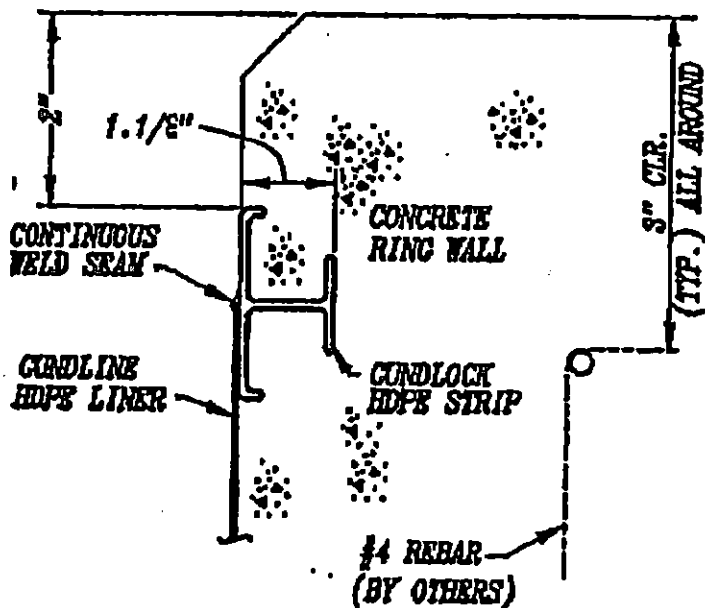 2"
1.1/8"
3" CLR.
(TYP.) ALL AROUND
CONCRETE
RING WALL
CONTINUOUS
WELD SEAM
GUNDLINE
HDPE LINER
GUNDLOCK
HDPE STRIP
#4 REBAR
(BY OTHERS)